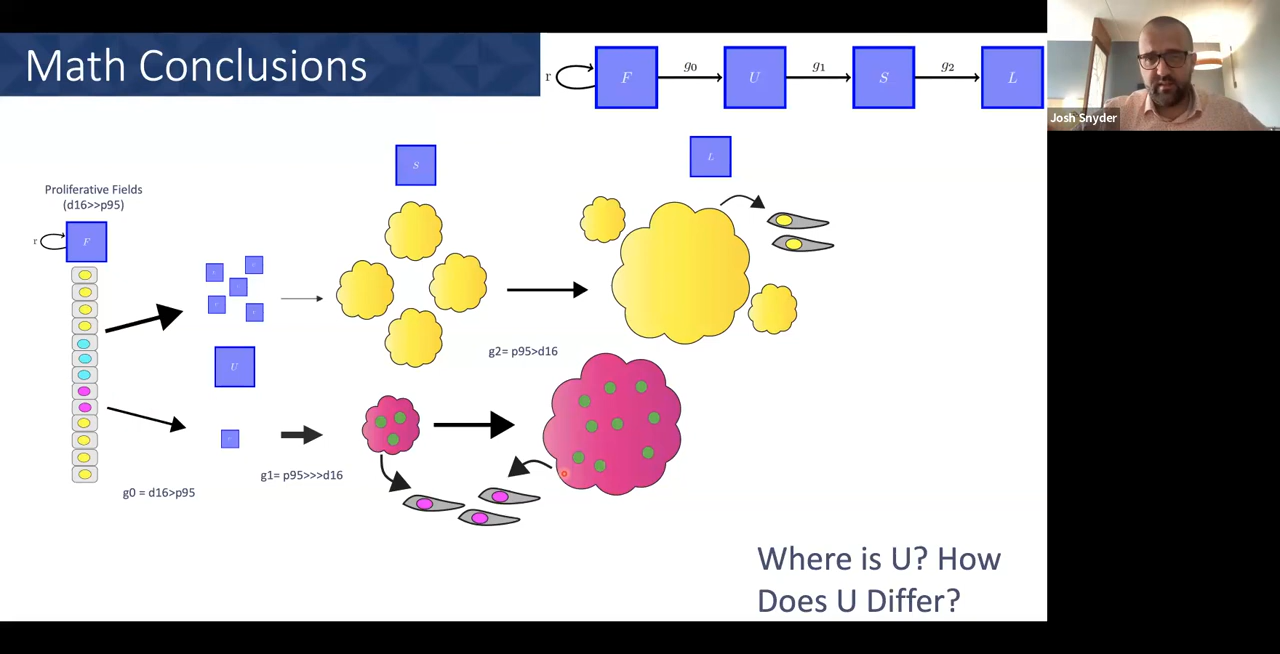 Math Conclusions
r
F
g₀
U
g₁
S
g₂
L
Josh Snyder
S
L
Proliferative Fields
(d16>>p95)
r
F
U
g2= p95>d16
g1= p95>>>d16
g0 = d16>p95
Where is U? How
Does U Differ?